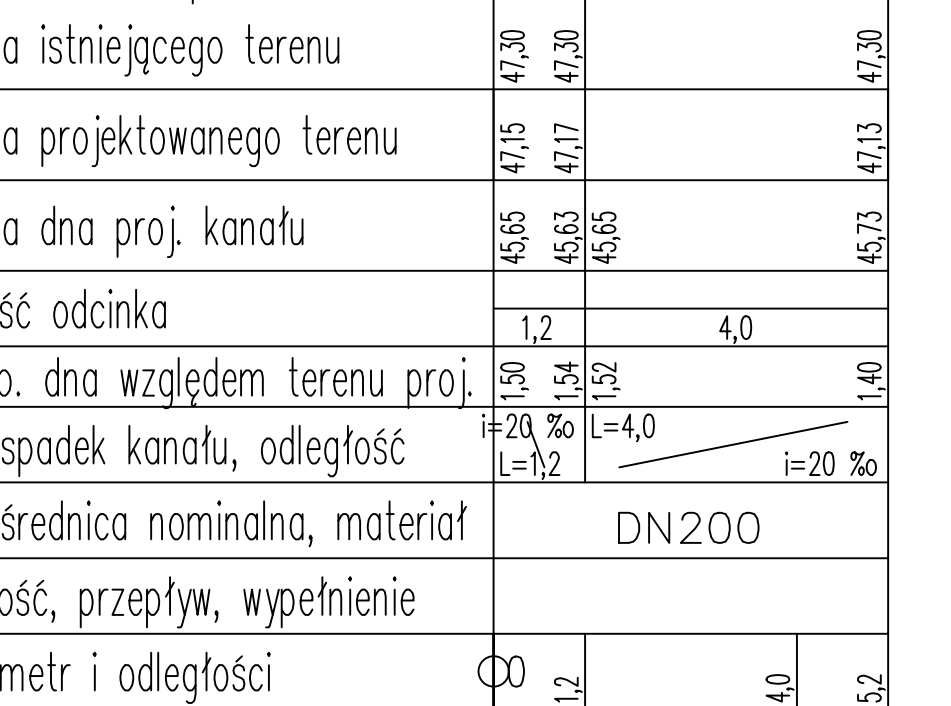 a istniejącego terenu 47,30 47,30 47,30
a projektowanego terenu 47,15 47,17 47,13
a dna proj. kanału 45,65 45,63 45,65 45,73
ść odcinka 1,2 4,0
o. dna względem terenu proj. 1,50 1,54 1,52 1,40
spadek kanału, odległość i=20 ‰ L=1,2 L=4,0 i=20 ‰
średnica nominalna, materiał DN200
ość, przepływ, wypełnienie
metr i odległości 0 1,2 4,0 5,2